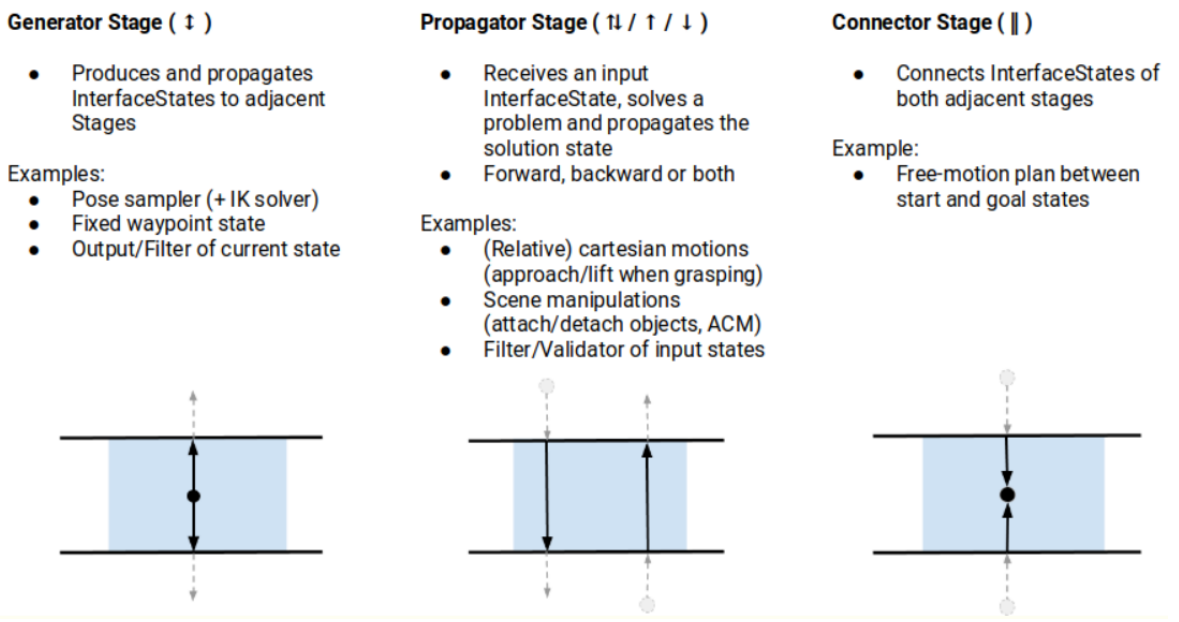 Generator Stage ( ↕ )
● Produces and propagates
InterfaceStates to adjacent
Stages
Examples:
● Pose sampler (+ IK solver)
● Fixed waypoint state
● Output/Filter of current state
Propagator Stage ( ⇅ / ↑ / ↓ )
● Receives an input
InterfaceState, solves a
problem and propagates the
solution state
● Forward, backward or both
Examples:
● (Relative) cartesian motions
(approach/lift when grasping)
● Scene manipulations
(attach/detach objects, ACM)
● Filter/Validator of input states
Connector Stage ( ‖ )
● Connects InterfaceStates of
both adjacent stages
Example:
● Free-motion plan between
start and goal states